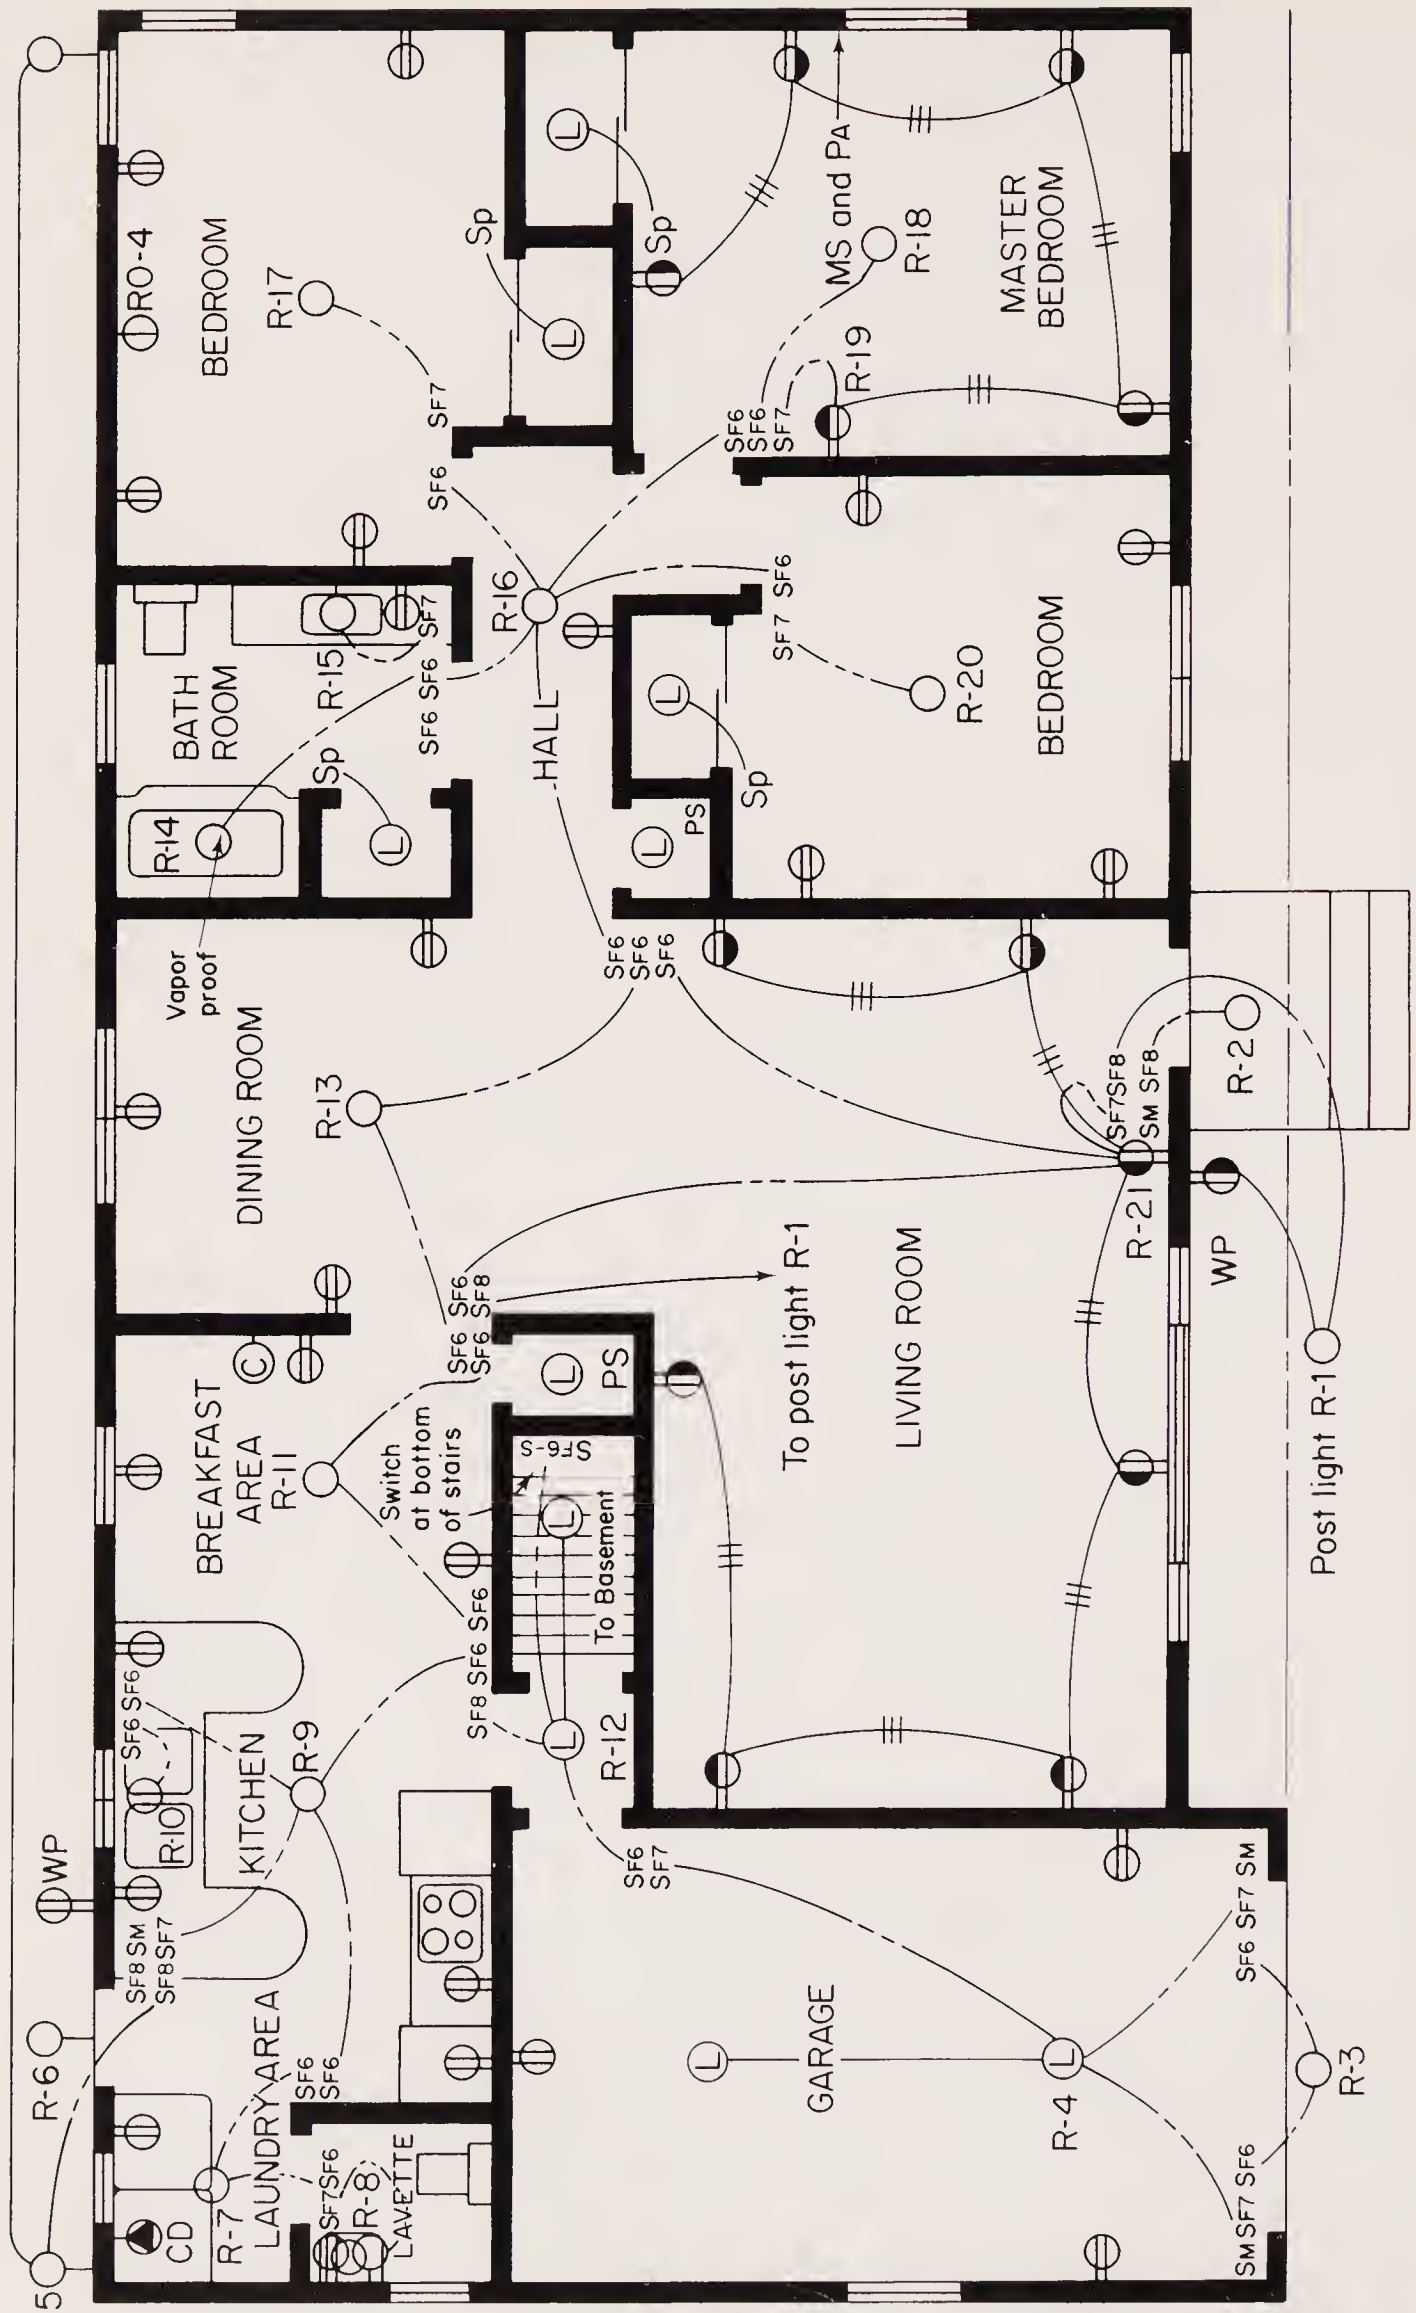 5
R-6
WP
CD
R-7
LAUNDRY AREA
SF7 SF6
R-8
LAVETTE
SF6
SF6
SF8 SM
SF8 SF7
R-10
KITCHEN
R-9
SF6 SF6
SF8 SF6 SF6
R-12
BREAKFAST
AREA
R-11
C
Switch
at bottom
of stairs
To Basement
L
L
SF6-S
L
PS
SF6 SF6
SF6 SF8
DINING ROOM
R-13
Vapor
proof
R-14
BATH
ROOM
R-15
Sp
L
SF6 SF6 SF7
HALL
R-16
SF6
SF7
BEDROOM
R-17
RO-4
Sp
L
L
Sp
SF6
SF6
SF6
L
PS
L
Sp
SF7 SF6
R-20
BEDROOM
SF6
SF6
SF7
R-19
MS and PA
R-18
MASTER
BEDROOM
To post light R-1
LIVING ROOM
R-21
SF7 SF8
SM SF8
R-2
WP
Post light R-1
SF6
SF7
L
GARAGE
L
R-4
SM SF7 SF6
SF6 SF7 SM
R-3